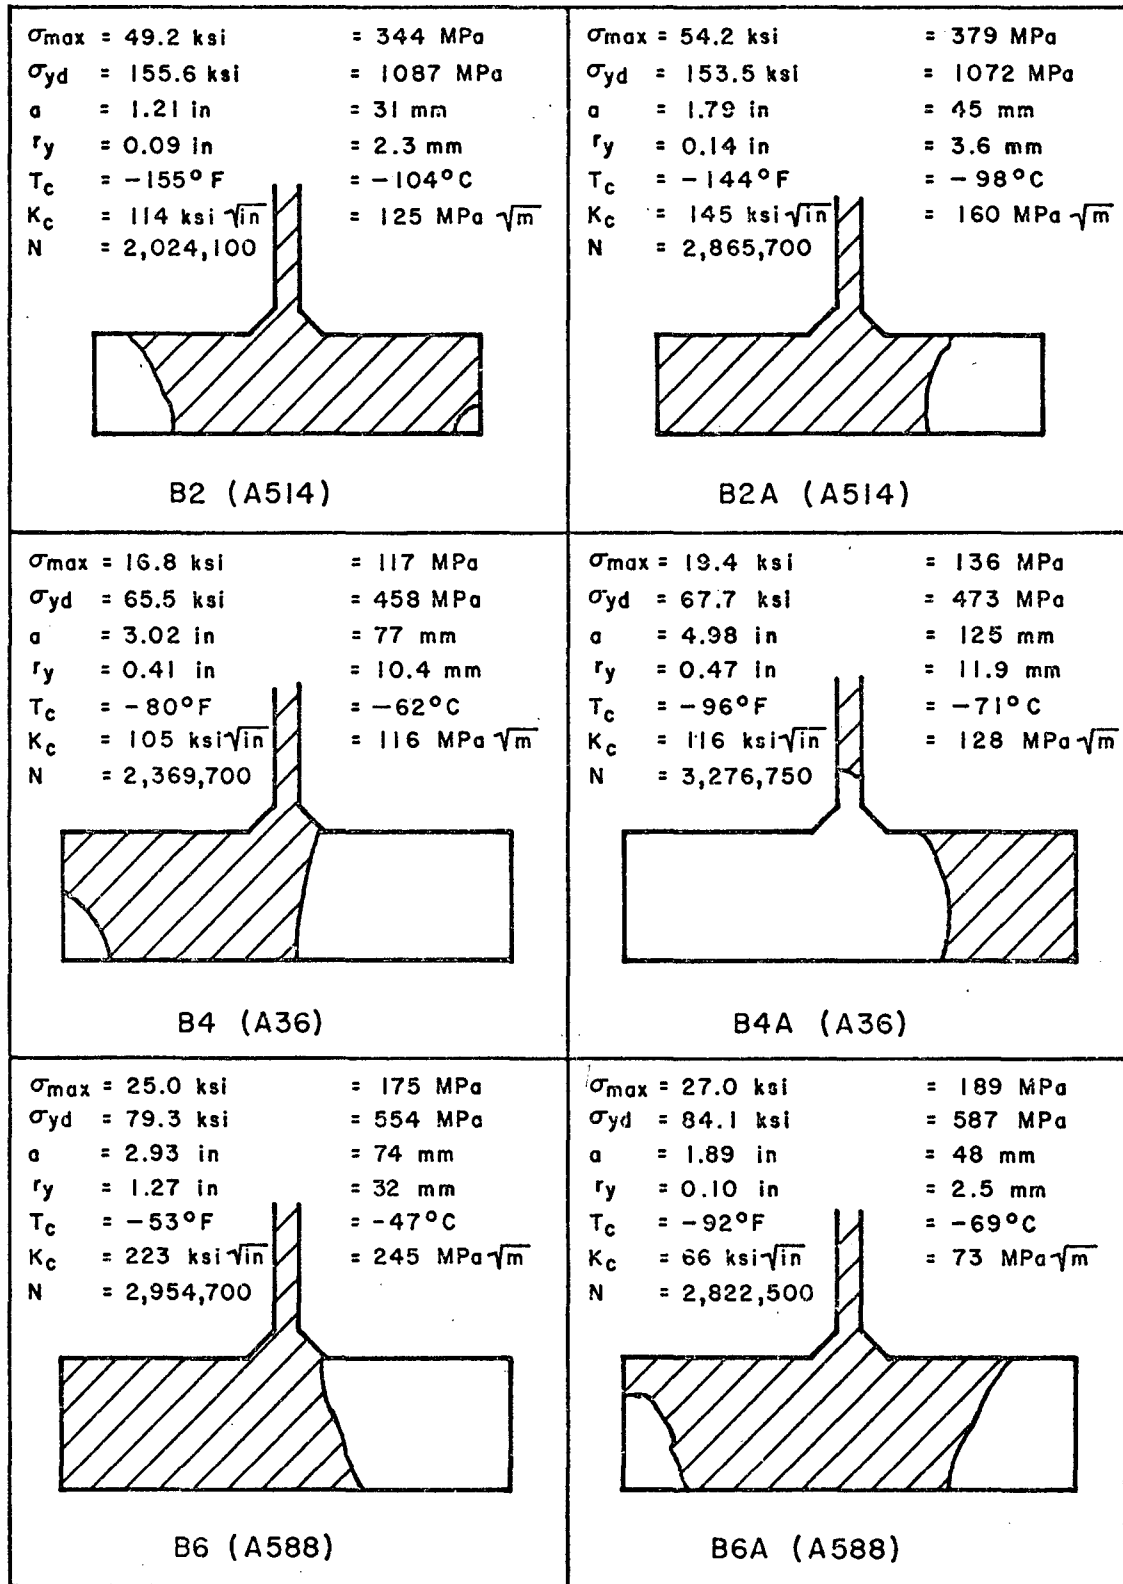 σmax = 49.2 ksi = 344 MPa
σyd = 155.6 ksi = 1087 MPa
a = 1.21 in = 31 mm
ry = 0.09 in = 2.3 mm
Tc = -155°F = -104°C
Kc = 114 ksi √in = 125 MPa √m
N = 2,024,100
B2 (A514)
σmax = 54.2 ksi = 379 MPa
σyd = 153.5 ksi = 1072 MPa
a = 1.79 in = 45 mm
ry = 0.14 in = 3.6 mm
Tc = -144°F = -98°C
Kc = 145 ksi√in = 160 MPa √m
N = 2,865,700
B2A (A514)
σmax = 16.8 ksi = 117 MPa
σyd = 65.5 ksi = 458 MPa
a = 3.02 in = 77 mm
ry = 0.41 in = 10.4 mm
Tc = -80°F = -62°C
Kc = 105 ksi√in = 116 MPa √m
N = 2,369,700
B4 (A36)
σmax = 19.4 ksi = 136 MPa
σyd = 67.7 ksi = 473 MPa
a = 4.98 in = 125 mm
ry = 0.47 in = 11.9 mm
Tc = -96°F = -71°C
Kc = 116 ksi√in = 128 MPa√m
N = 3,276,750
B4A (A36)
σmax = 25.0 ksi = 175 MPa
σyd = 79.3 ksi = 554 MPa
a = 2.93 in = 74 mm
ry = 1.27 in = 32 mm
Tc = -53°F = -47°C
Kc = 223 ksi√in = 245 MPa√m
N = 2,954,700
B6 (A588)
σmax = 27.0 ksi = 189 MPa
σyd = 84.1 ksi = 587 MPa
a = 1.89 in = 48 mm
ry = 0.10 in = 2.5 mm
Tc = -92°F = -69°C
Kc = 66 ksi√in = 73 MPa√m
N = 2,822,500
B6A (A588)